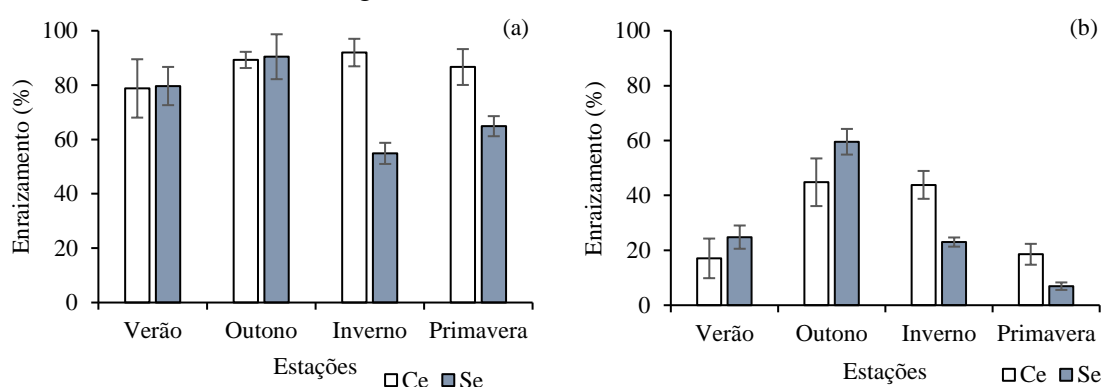 (a)
Enraizamento (%)
100
80
60
40
20
0
Verão Outono Inverno Primavera
Estações
Ce Se
(b)
Enraizamento (%)
100
80
60
40
20
0
Verão Outono Inverno Primavera
Estações
Ce Se